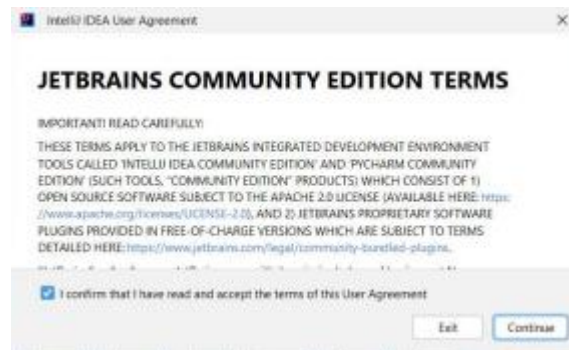 IntelliJ IDEA User Agreement
JETBRAINS COMMUNITY EDITION TERMS
IMPORTANT! READ CAREFULLY:
THESE TERMS APPLY TO THE JETBRAINS INTEGRATED DEVELOPMENT ENVIRONMENT
TOOLS CALLED 'INTELLIJ IDEA COMMUNITY EDITION' AND 'PYCHARM COMMUNITY
EDITION' (SUCH TOOLS, "COMMUNITY EDITION" PRODUCTS) WHICH CONSIST OF 1)
OPEN SOURCE SOFTWARE SUBJECT TO THE APACHE 2.0 LICENSE (AVAILABLE HERE: https:
//www.apache.org/licenses/LICENSE-2.0), AND 2) JETBRAINS PROPRIETARY SOFTWARE
PLUGINS PROVIDED IN FREE-OF-CHARGE VERSIONS WHICH ARE SUBJECT TO TERMS
DETAILED HERE: https://www.jetbrains.com/legal/community-bundled-plugins.
I confirm that I have read and accept the terms of this User Agreement
Exit
Continue